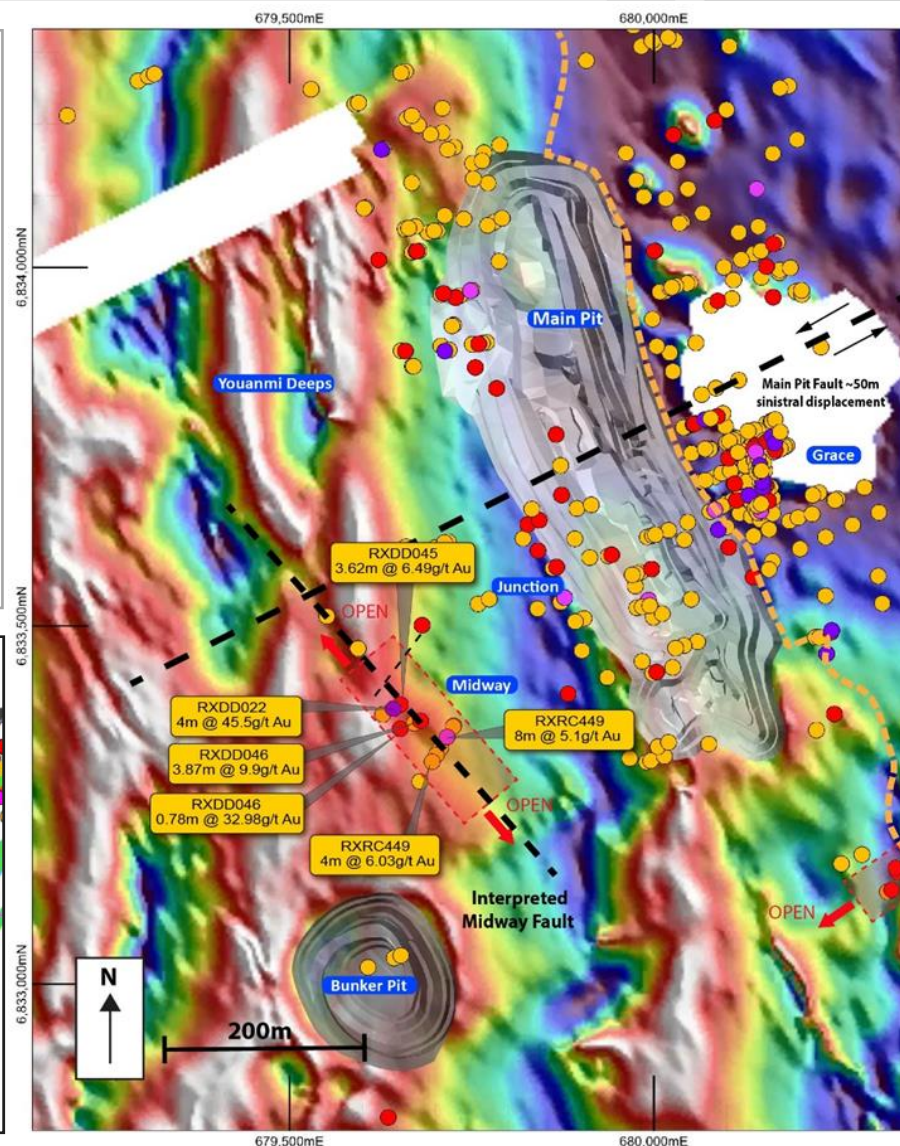 679,500mE
680,000mE
6,834,000mN
Main Pit
Youanmi Deeps
Main Pit Fault ~50m
sinistral displacement
Grace
RXDD045
3.62m @ 6.49g/t Au
Junction
OPEN
6,833,500mN
Midway
RXDD022
4m @ 45.5g/t Au
RXRC449
8m @ 5.1g/t Au
RXDD046
3.87m @ 9.9g/t Au
RXDD046
0.78m @ 32.98g/t Au
OPEN
RXRC449
4m @ 6.03g/t Au
Interpreted
Midway Fault
OPEN
N
Bunker Pit
6,833,000mN
200m
679,500mE
680,000mE